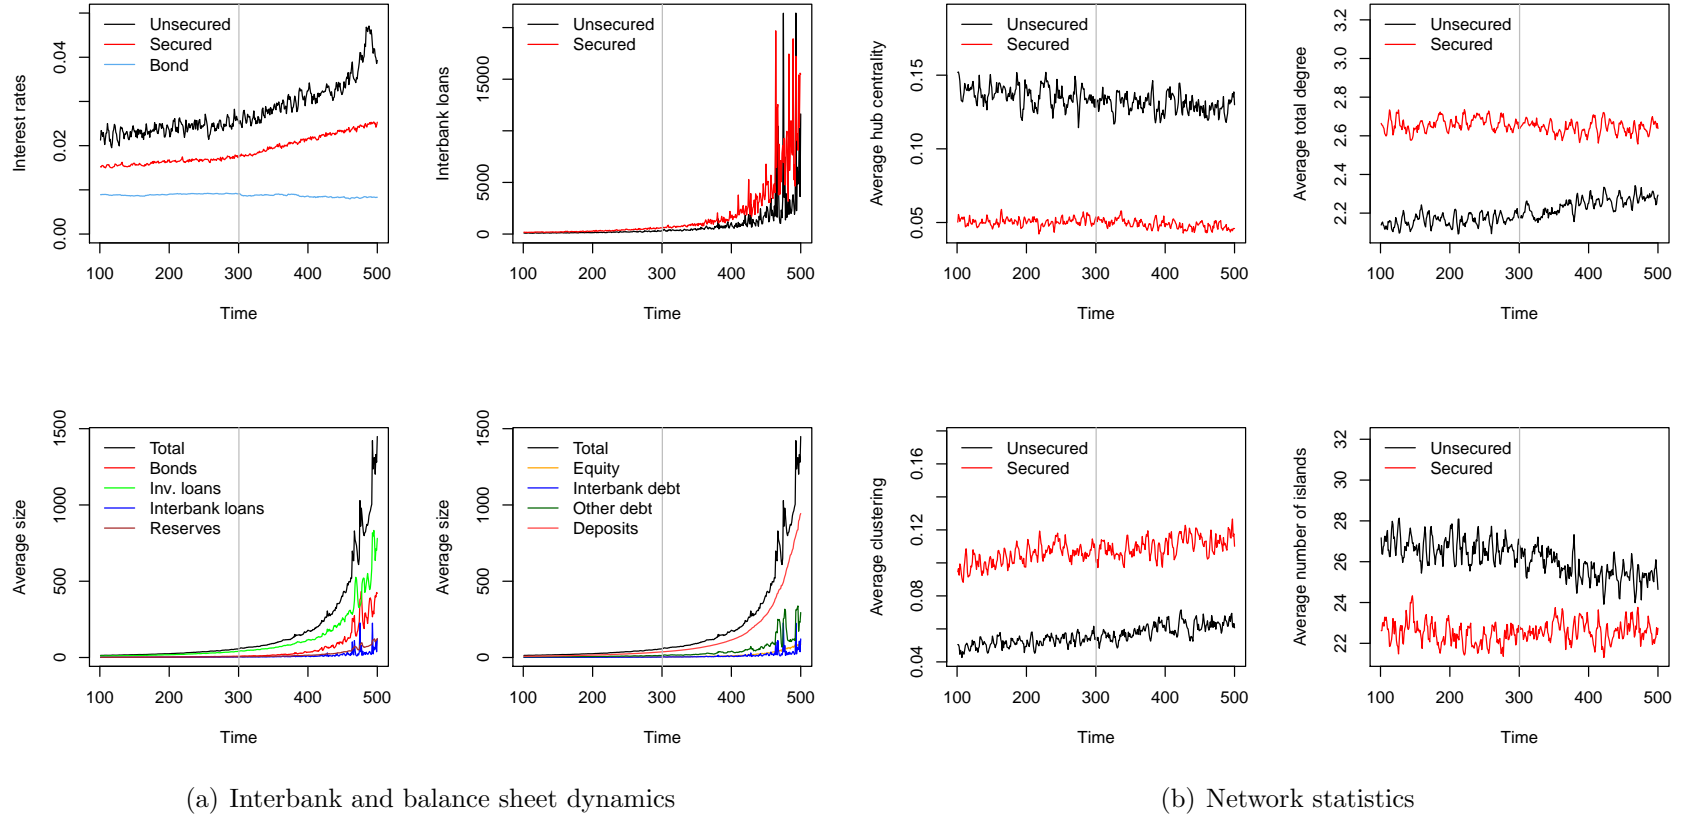 Interest rates
0.00
0.02
0.04
Unsecured
Secured
Bond
100 200 300 400 500
Time
Interbank loans
0
5000
15000
Unsecured
Secured
100 200 300 400 500
Time
Average hub centrality
0.05
0.10
0.15
Unsecured
Secured
100 200 300 400 500
Time
Average total degree
2.2
2.4
2.6
2.8
3.0
3.2
Unsecured
Secured
100 200 300 400 500
Time
Average size
0
500
1000
1500
Total
Bonds
Inv. loans
Interbank loans
Reserves
100 200 300 400 500
Time
Average size
0
500
1000
1500
Total
Equity
Interbank debt
Other debt
Deposits
100 200 300 400 500
Time
Average clustering
0.04
0.08
0.12
0.16
Unsecured
Secured
100 200 300 400 500
Time
Average number of islands
22
24
26
28
30
32
Unsecured
Secured
100 200 300 400 500
Time
(a) Interbank and balance sheet dynamics
(b) Network statistics